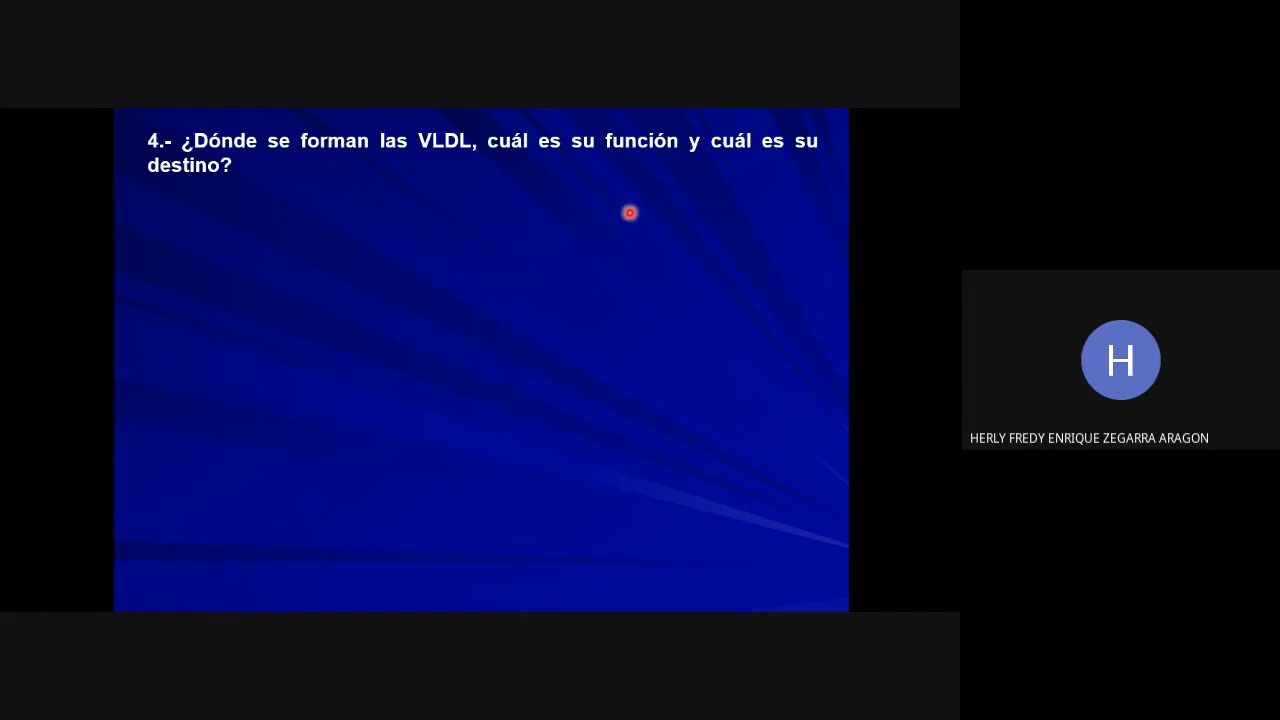 4.- ¿Dónde se forman las VLDL, cuál es su función y cuál es su
destino?
H
HERLY FREDY ENRIQUE ZEGARRA ARAGON